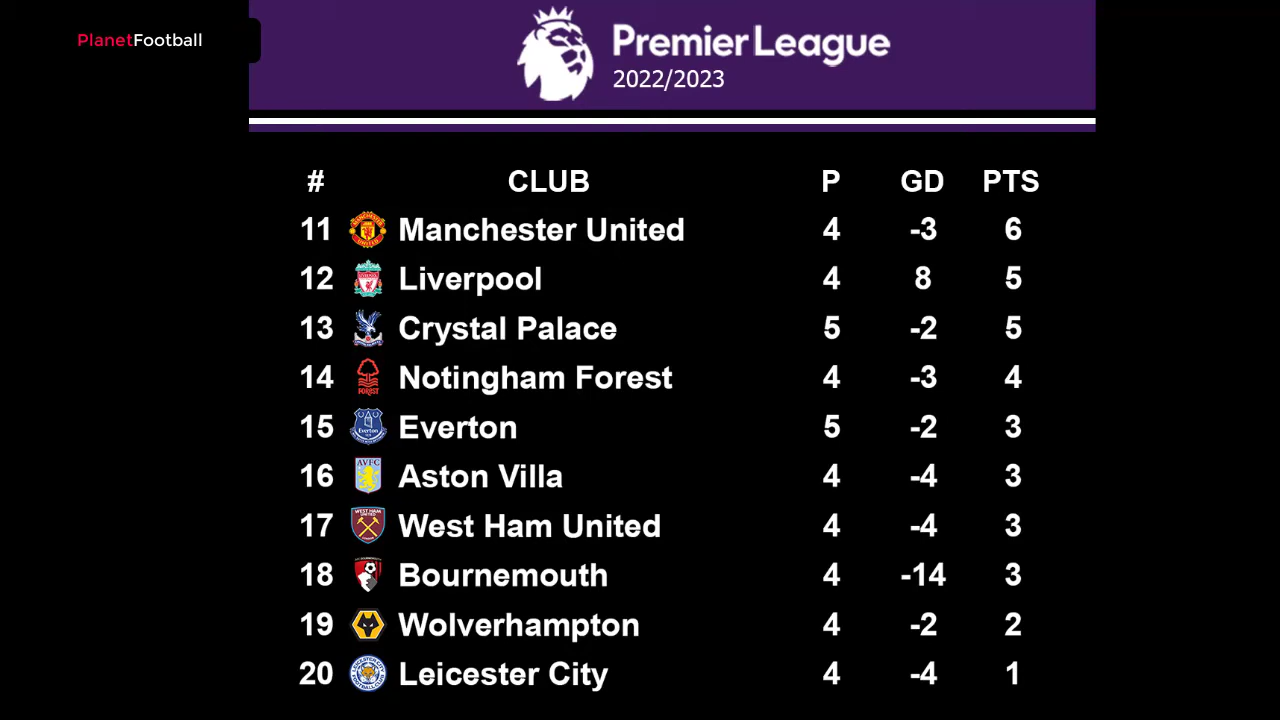 PlanetFootball
Premier League
2022/2023
# CLUB P GD PTS
11 Manchester United 4 -3 6
12 Liverpool 4 8 5
13 Crystal Palace 5 -2 5
14 Notingham Forest 4 -3 4
15 Everton 5 -2 3
16 Aston Villa 4 -4 3
17 West Ham United 4 -4 3
18 Bournemouth 4 -14 3
19 Wolverhampton 4 -2 2
20 Leicester City 4 -4 1